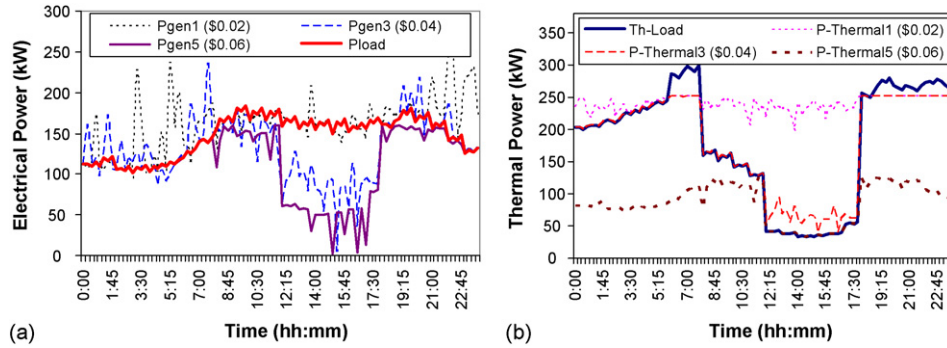 Pgen1 ($0.02) Pgen3 ($0.04)
Pgen5 ($0.06) Pload
Electrical Power (kW)
300
250
200
150
100
50
0
0:00 1:45 3:30 5:15 7:00 8:45 10:30 12:15 14:00 15:45 17:30 19:15 21:00 22:45
Time (hh:mm)
(a)
Th-Load P-Thermal1 ($0.02)
P-Thermal3 ($0.04) P-Thermal5 ($0.06)
Thermal Power (kW)
350
300
250
200
150
100
50
0
0:00 1:45 3:30 5:15 7:00 8:45 10:30 12:15 14:00 15:45 17:30 19:15 21:00 22:45
Time (hh:mm)
(b)